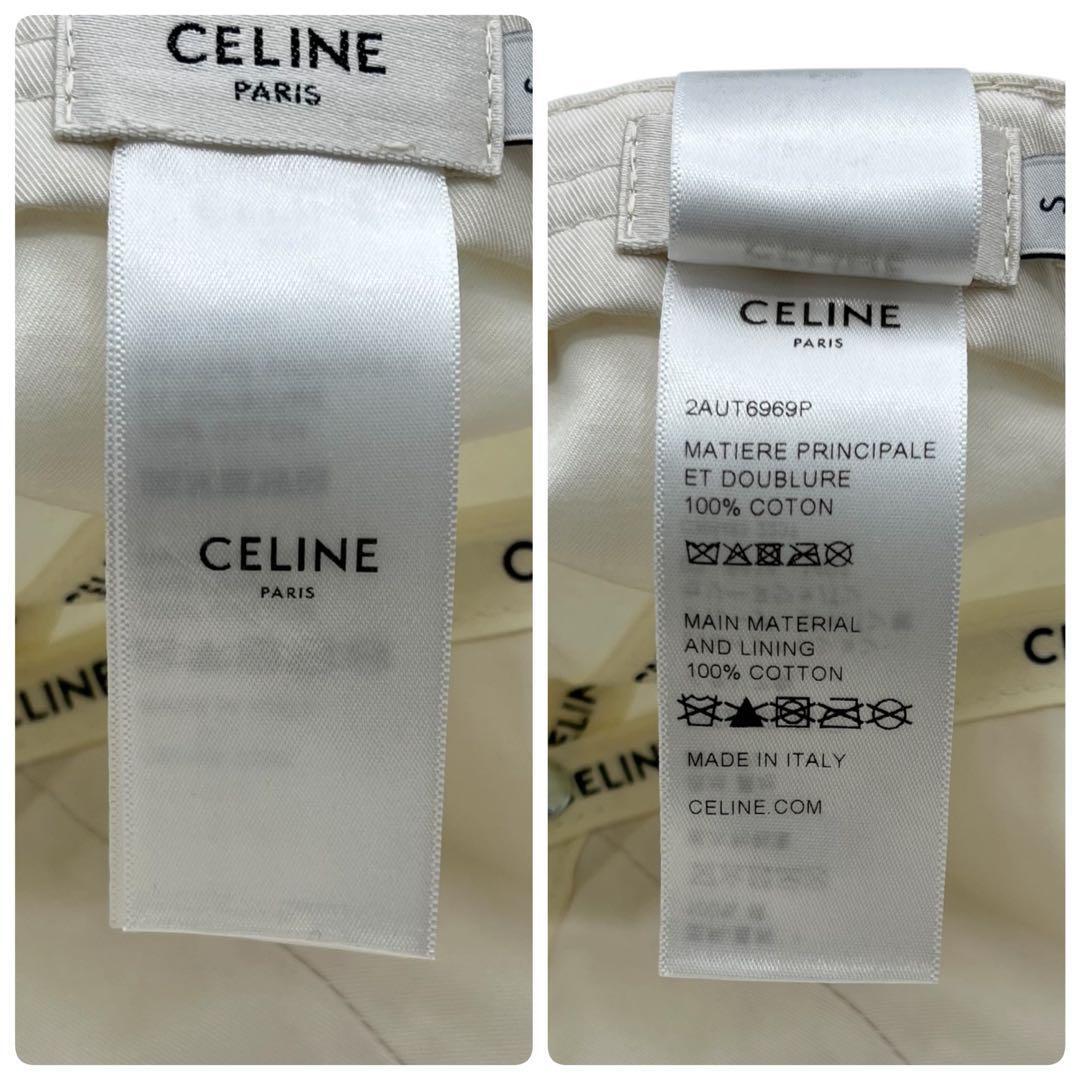 CELINE
PARIS
CELINE
PARIS
CELINE
CELINE
PARIS
2AUT6969P
MATIERE PRINCIPALE
ET DOUBLURE
100% COTON
MAIN MATERIAL
AND LINING
100% COTTON
MADE IN ITALY
CELINE.COM